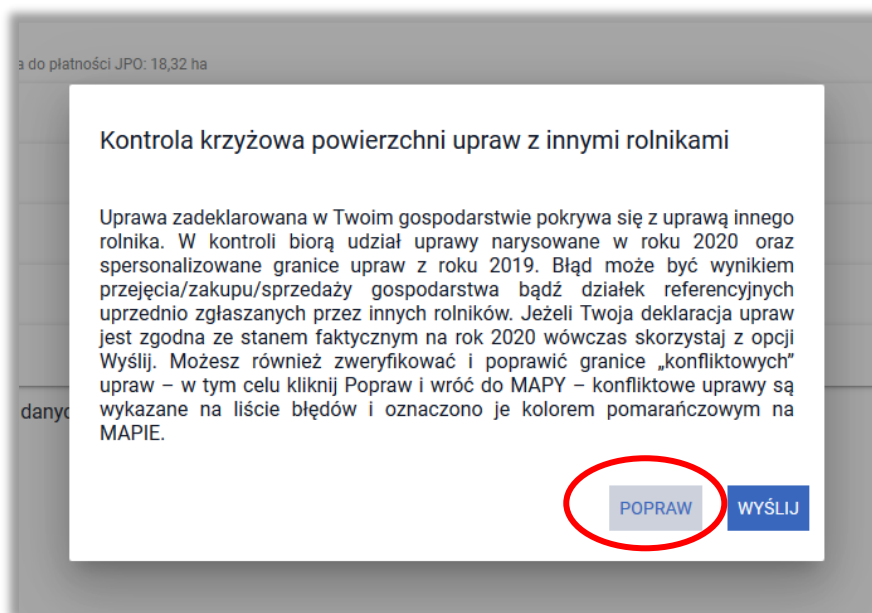 a do płatności JPO: 18,32 ha
Kontrola krzyżowa powierzchni upraw z innymi rolnikami
Uprawa zadeklarowana w Twoim gospodarstwie pokrywa się z uprawą innego
rolnika. W kontroli biorą udział uprawy narysowane w roku 2020 oraz
spersonalizowane granice upraw z roku 2019. Błąd może być wynikiem
przejęcia/zakupu/sprzedaży gospodarstwa bądź działek referencyjnych
uprzednio zgłaszanych przez innych rolników. Jeżeli Twoja deklaracja upraw
jest zgodna ze stanem faktycznym na rok 2020 wówczas skorzystaj z opcji
Wyślij. Możesz również zweryfikować i poprawić granice „konfliktowych”
upraw – w tym celu kliknij Popraw i wróć do MAPY – konfliktowe uprawy są
wykazane na liście błędów i oznaczono je kolorem pomarańczowym na
MAPIE.
danyc
POPRAW WYŚLIJ